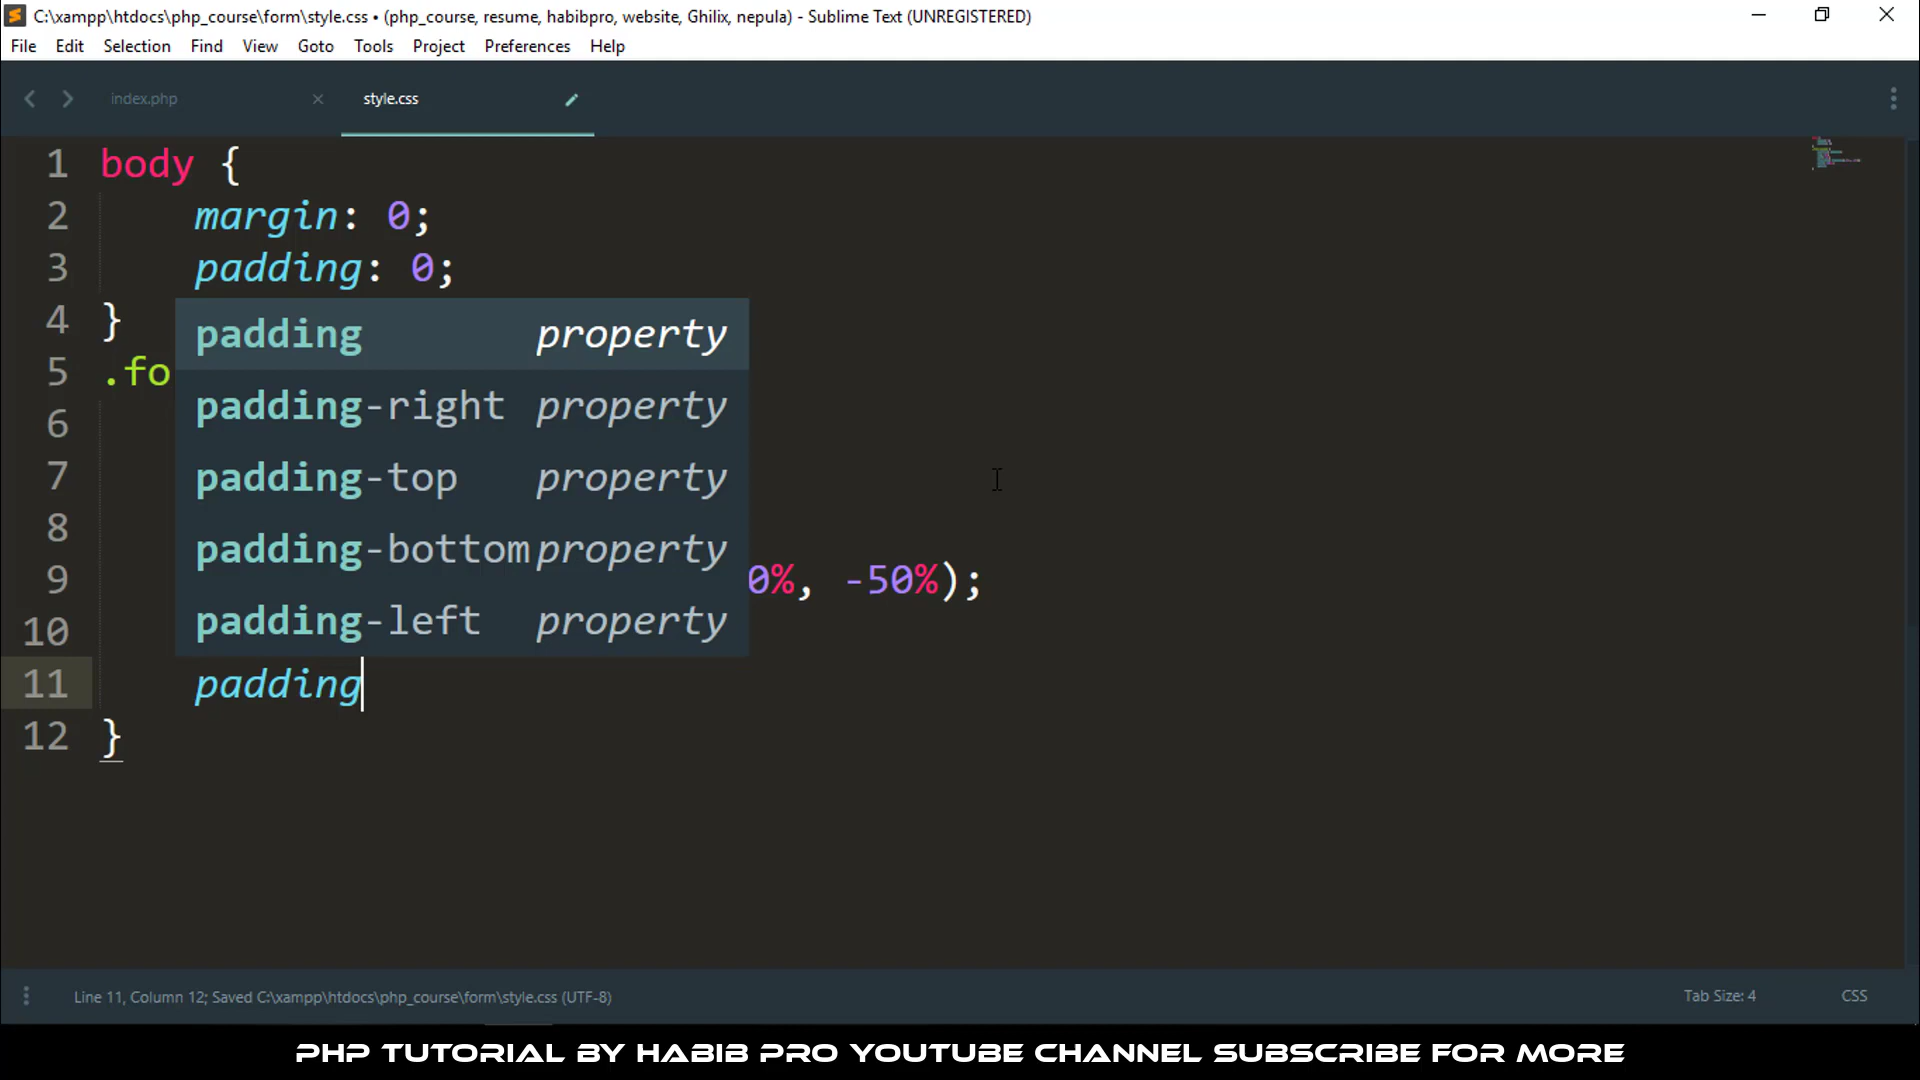 C:\xampp\htdocs\php_course\form\style.css • (php_course, resume, habibpro, website, Ghilix, nepula) - Sublime Text (UNREGISTERED)
File Edit Selection Find View Goto Tools Project Preferences Help
index.php style.css
1 body {
2 margin: 0;
3 padding: 0;
4 }
padding property
5 .fo
padding-right property
6
7 padding-top property
8
padding-bottom property
9 0%, -50%);
10 padding-left property
11 padding
12 }
Line 11, Column 12; Saved C:\xampp\htdocs\php_course\form\style.css (UTF-8) Tab Size: 4 CSS
PHP TUTORIAL BY HABIB PRO YOUTUBE CHANNEL SUBSCRIBE FOR MORE